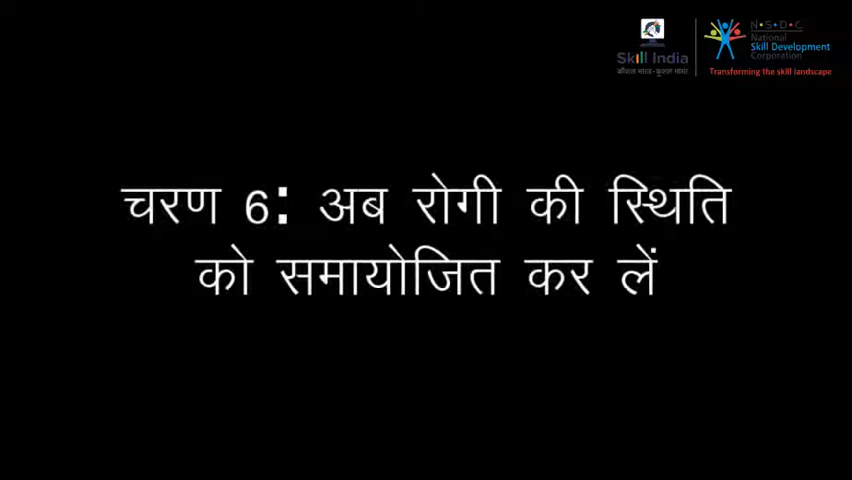 N·S·D·C
National
Skill India
Skill Development
Corporation
कौशल भारत - कुशल भारत
Transforming the skill landscape
चरण 6: अब रोगी की स्थिति
को समायोजित कर लें